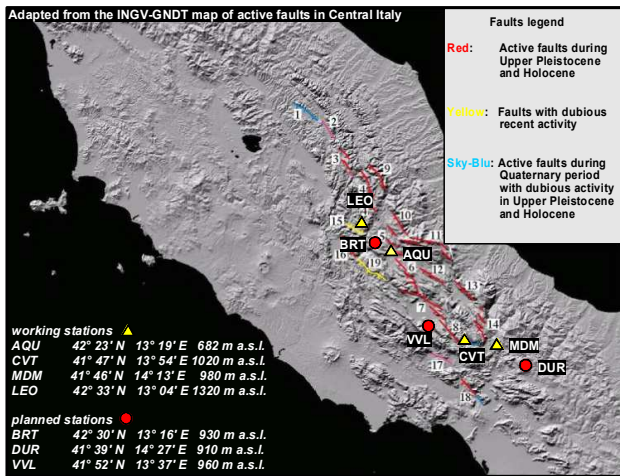 Adapted from the INGV-GNDT map of active faults in Central Italy
Faults legend
Red: Active faults during
Upper Pleistocene
and Holocene
Yellow: Faults with dubious
recent activity
Sky-Blu: Active faults during
Quaternary period
with dubious activity
in Upper Pleistocene
and Holocene
1
2
3
4
9
LEO
15
10
BRT
5
11
AQU
16
19
6
12
13
7
8
14
VVL
CVT
MDM
DUR
17
18
working stations
AQU 42° 23' N 13° 19' E 682 m a.s.l.
CVT 41° 47' N 13° 54' E 1020 m a.s.l.
MDM 41° 46' N 14° 13' E 980 m a.s.l.
LEO 42° 33' N 13° 04' E 1320 m a.s.l.
planned stations
BRT 42° 30' N 13° 16' E 930 m a.s.l.
DUR 41° 39' N 14° 27' E 910 m a.s.l.
VVL 41° 52' N 13° 37' E 960 m a.s.l.